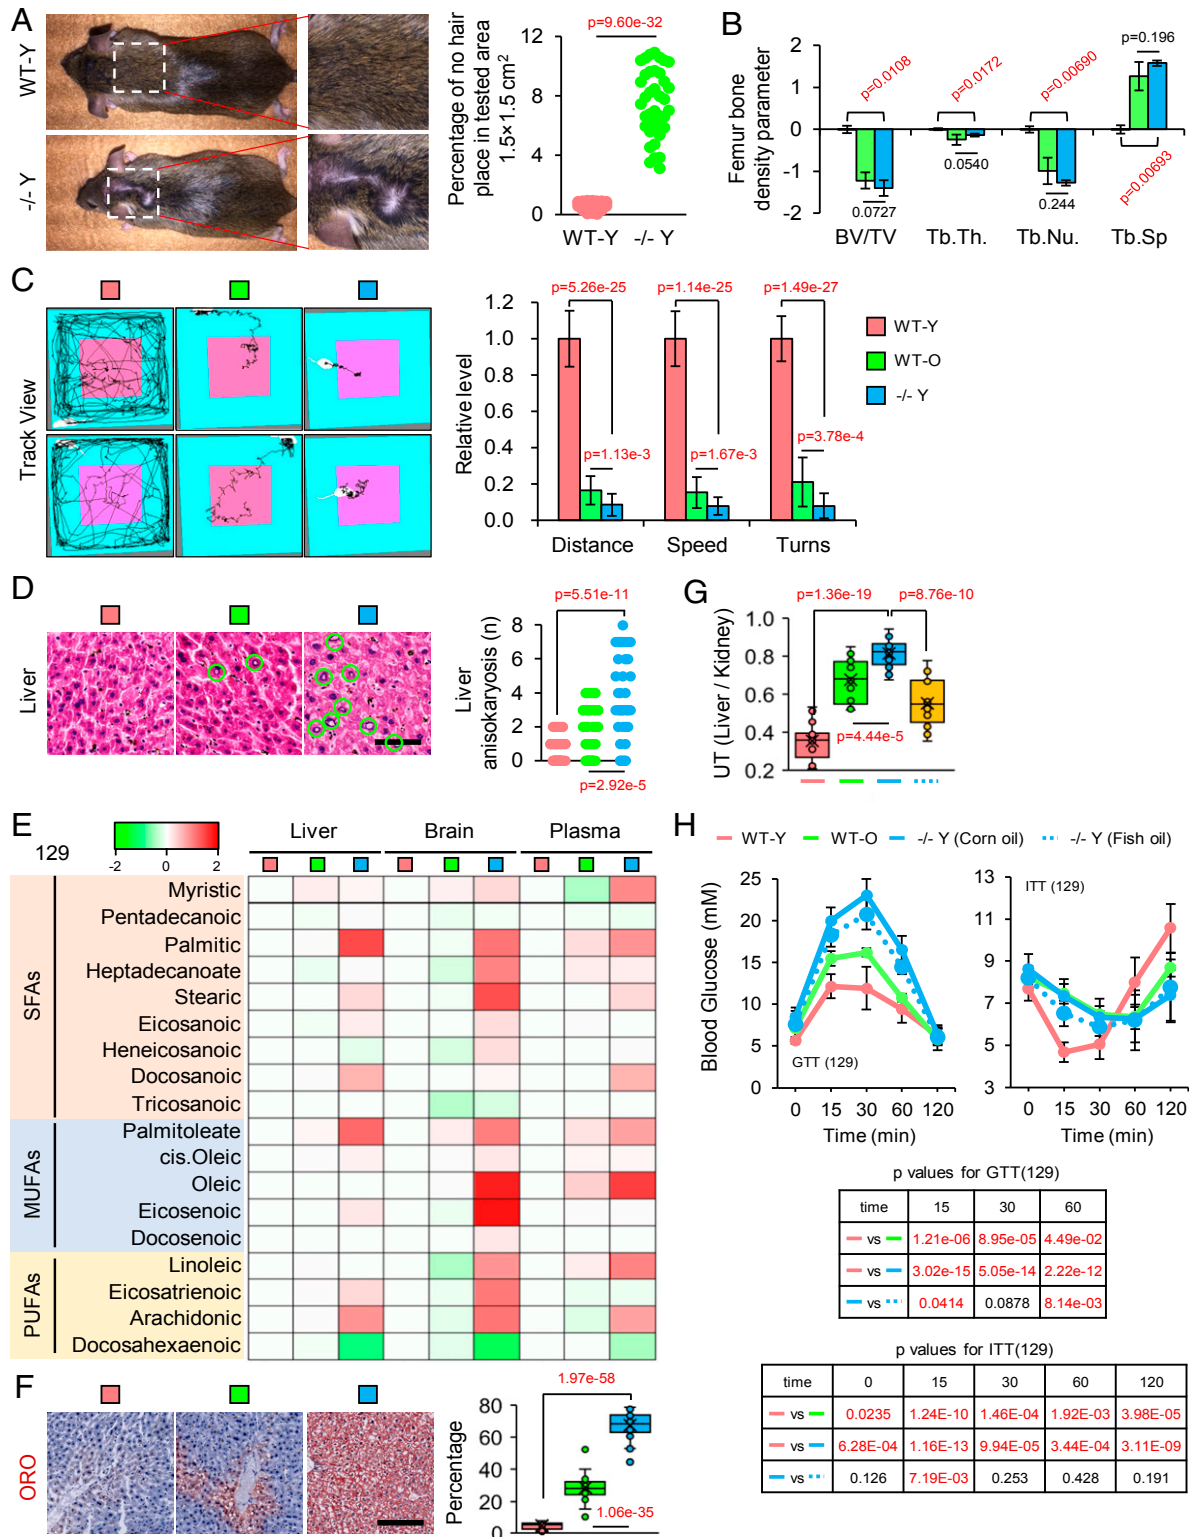 A
WT-Y
-/- Y
Percentage of no hair
place in tested area
1.5×1.5 cm²
p=9.60e-32
12
8
4
0
WT-Y
-/- Y
B
Femur bone
density parameter
2
1
0
-1
-2
p=0.0108
p=0.0172
p=0.00690
p=0.196
0.0727
0.0540
0.244
p=0.00693
BV/TV
Tb.Th.
Tb.Nu.
Tb.Sp
C
Track View
Relative level
1.2
1.0
0.8
0.6
0.4
0.2
0.0
p=5.26e-25
p=1.14e-25
p=1.49e-27
p=1.13e-3
p=1.67e-3
p=3.78e-4
Distance
Speed
Turns
WT-Y
WT-O
-/- Y
D
Liver
Liver
anisokaryosis (n)
p=5.51e-11
8
6
4
2
0
p=2.92e-5
G
UT (Liver / Kidney)
p=1.36e-19
p=8.76e-10
1.0
0.8
0.6
0.4
0.2
p=4.44e-5
E
129
-2
0
2
Liver
Brain
Plasma
SFAs
Myristic
Pentadecanoic
Palmitic
Heptadecanoate
Stearic
Eicosanoic
Heneicosanoic
Docosanoic
Tricosanoic
MUFAs
Palmitoleate
cis.Oleic
Oleic
Eicosenoic
Docosenoic
PUFAs
Linoleic
Eicosatrienoic
Arachidonic
Docosahexaenoic
F
ORO
Percentage
1.97e-58
80
60
40
20
0
1.06e-35
H
WT-Y
WT-O
-/- Y (Corn oil)
-/- Y (Fish oil)
Blood Glucose (mM)
25
20
15
10
5
0
GTT (129)
0 15 30 60 120
Time (min)
13
11
9
7
5
3
ITT (129)
0 15 30 60 120
Time (min)
p values for GTT(129)
time 15 30 60
vs 1.21e-06 8.95e-05 4.49e-02
vs 3.02e-15 5.05e-14 2.22e-12
vs 0.0414 0.0878 8.14e-03
p values for ITT(129)
time 0 15 30 60 120
vs 0.0235 1.24E-10 1.46E-04 1.92E-03 3.98E-05
vs 6.28E-04 1.16E-13 9.94E-05 3.44E-04 3.11E-09
vs 0.126 7.19E-03 0.253 0.428 0.191